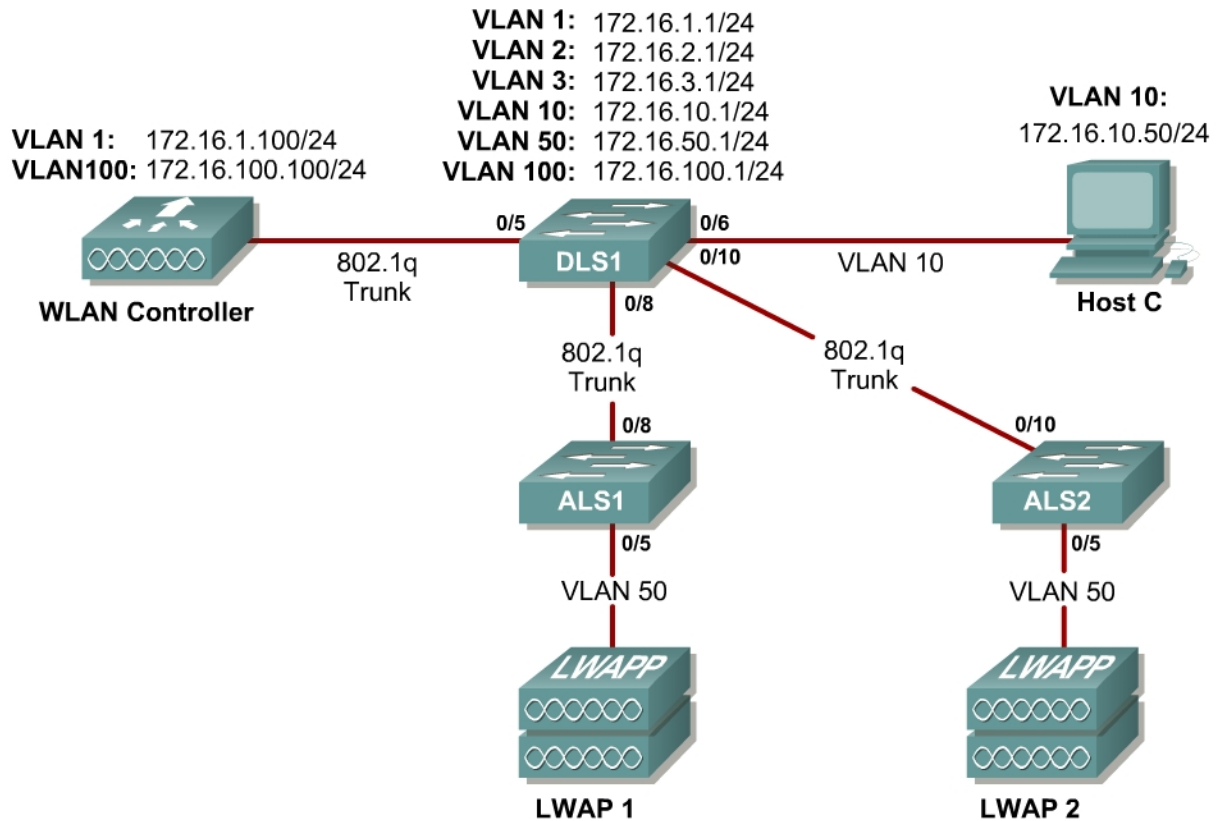 VLAN 1: 172.16.1.1/24
VLAN 2: 172.16.2.1/24
VLAN 3: 172.16.3.1/24
VLAN 10: 172.16.10.1/24
VLAN 50: 172.16.50.1/24
VLAN 100: 172.16.100.1/24
VLAN 1: 172.16.1.100/24
VLAN100: 172.16.100.100/24
VLAN 10:
172.16.10.50/24
0/5
DLS1
0/6
0/10
0/8
802.1q
Trunk
VLAN 10
WLAN Controller
Host C
802.1q
Trunk
802.1q
Trunk
0/8
0/10
ALS1
ALS2
0/5
0/5
VLAN 50
VLAN 50
LWAPP
LWAPP
LWAP 1
LWAP 2